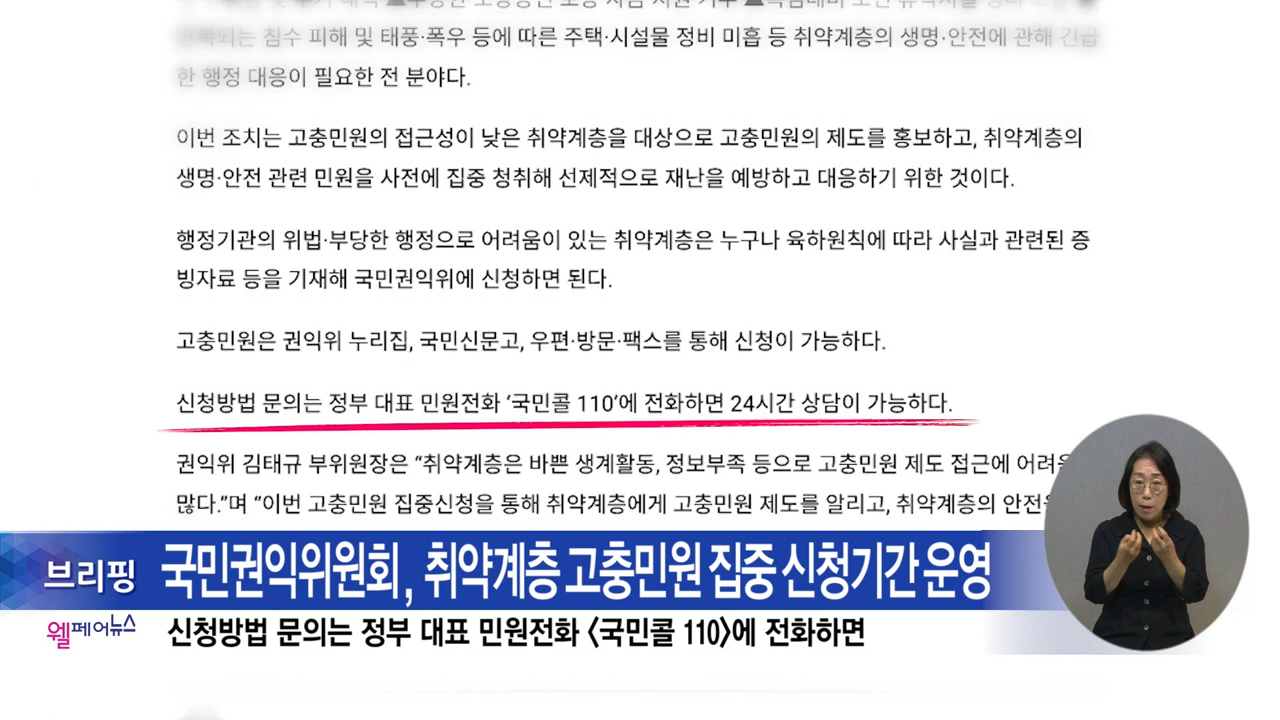 반복되는 침수 피해 및 태풍·폭우 등에 따른 주택·시설물 정비 미흡 등 취약계층의 생명·안전에 관해 긴급
한 행정 대응이 필요한 전 분야다.
이번 조치는 고충민원의 접근성이 낮은 취약계층을 대상으로 고충민원의 제도를 홍보하고, 취약계층의
생명·안전 관련 민원을 사전에 집중 청취해 선제적으로 재난을 예방하고 대응하기 위한 것이다.
행정기관의 위법·부당한 행정으로 어려움이 있는 취약계층은 누구나 육하원칙에 따라 사실과 관련된 증
빙자료 등을 기재해 국민권익위에 신청하면 된다.
고충민원은 권익위 누리집, 국민신문고, 우편·방문·팩스를 통해 신청이 가능하다.
신청방법 문의는 정부 대표 민원전화 ‘국민콜 110’에 전화하면 24시간 상담이 가능하다.
권익위 김태규 부위원장은 “취약계층은 바쁜 생계활동, 정보부족 등으로 고충민원 제도 접근에
많다.”며 “이번 고충민원 집중신청을 통해 취약계층에게 고충민원 제도를 알리고, 취약계층의
브리핑 국민권익위원회, 취약계층 고충민원 집중 신청기간 운영
웰페어뉴스 신청방법 문의는 정부 대표 민원전화 <국민콜 110>에 전화하면